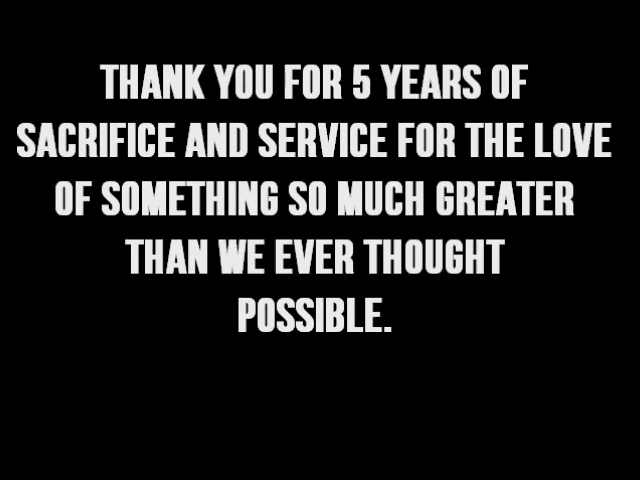 THANK YOU FOR 5 YEARS OF
SACRIFICE AND SERVICE FOR THE LOVE
OF SOMETHING SO MUCH GREATER
THAN WE EVER THOUGHT
POSSIBLE.